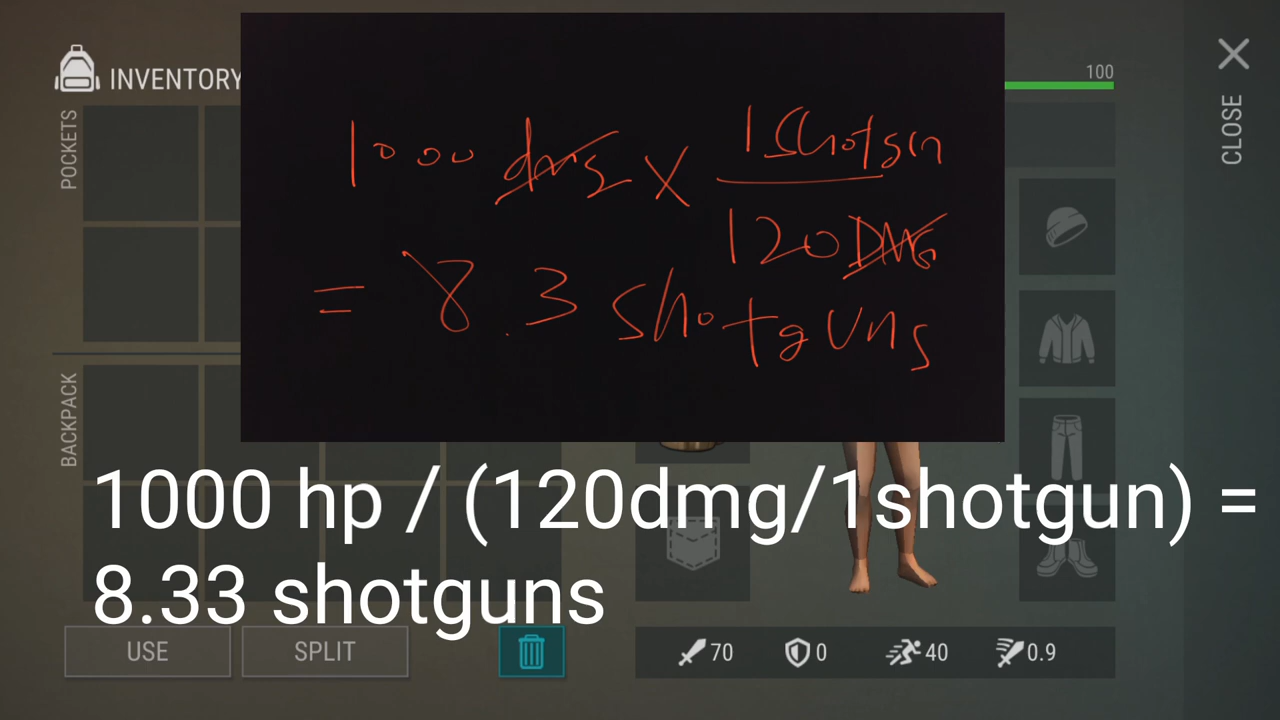 INVENTORY
100
CLOSE
POCKETS
1000 dmg X 1 Shotgun
120 DMG
= 8.3 shotguns
BACKPACK
1000 hp / (120dmg/1shotgun) =
8.33 shotguns
USE
SPLIT
70
0
40
0.9